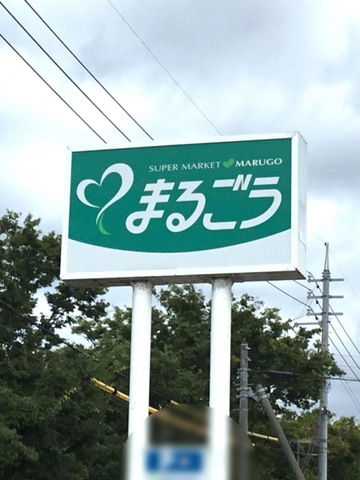 SUPER MARKET MARUGO
まるごう